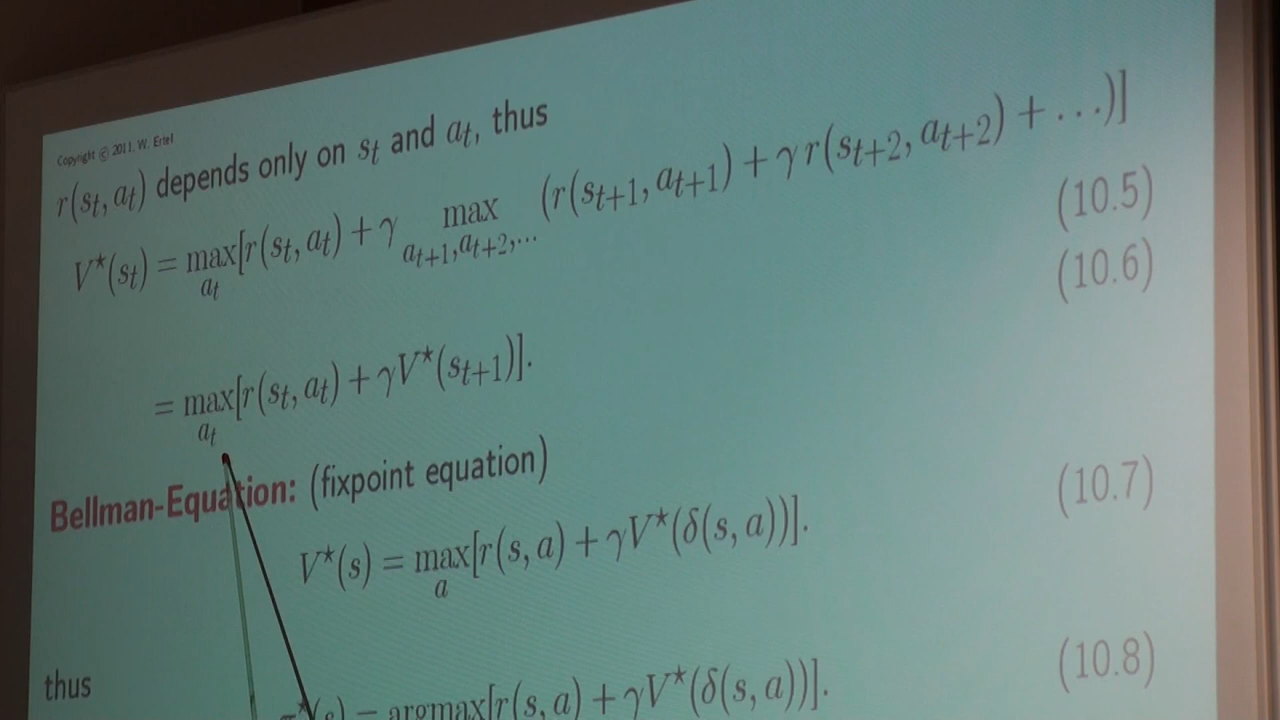 Copyright © 2011, W. Ertel
r(s_t, a_t) depends only on s_t and a_t, thus
V*(s_t) = max_{a_t}[r(s_t, a_t) + γ max_{a_{t+1}, a_{t+2}, ...} (r(s_{t+1}, a_{t+1}) + γ r(s_{t+2}, a_{t+2}) + ...)]
(10.5)
(10.6)
= max_{a_t}[r(s_t, a_t) + γV*(s_{t+1})].
Bellman-Equation: (fixpoint equation)
V*(s) = max_a[r(s, a) + γV*(δ(s, a))]. (10.7)
thus
(s) = argmax[r(s, a) + γV*(δ(s, a))]. (10.8)